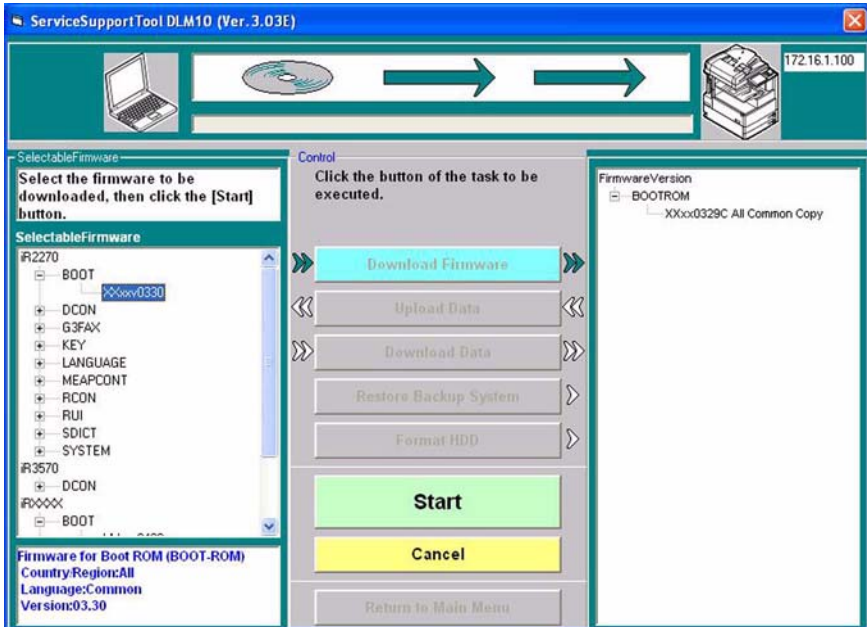 ServiceSupportTool DLM10 (Ver.3.03E)
172.16.1.100
SelectableFirmware
Select the firmware to be
downloaded, then click the [Start]
button.
SelectableFirmware
iR2270
BOOT
XXxxv0330
DCON
G3FAX
KEY
LANGUAGE
MEAPCONT
RCON
RUI
SDICT
SYSTEM
iR3570
DCON
iRXXXX
BOOT
Firmware for Boot ROM (BOOT-ROM)
Country/Region:All
Language:Common
Version:03.30
Control
Click the button of the task to be
executed.
Download Firmware
Upload Data
Download Data
Restore Backup System
Format HDD
Start
Cancel
Return to Main Menu
FirmwareVersion
BOOTROM
XXxx0329C All Common Copy